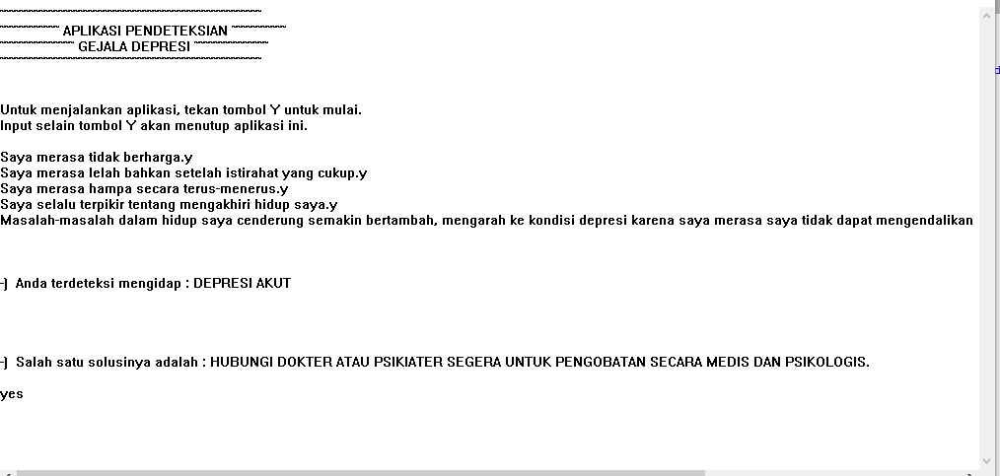 ~~~~~~~~~~~~~~~~~~~~~~~~~~~~~~~~~~~
~~~~~~~~ APLIKASI PENDETEKSIAN ~~~~~~~
~~~~~~~~~~ GEJALA DEPRESI ~~~~~~~~~~
~~~~~~~~~~~~~~~~~~~~~~~~~~~~~~~~~~~
Untuk menjalankan aplikasi, tekan tombol Y untuk mulai.
Input selain tombol Y akan menutup aplikasi ini.
Saya merasa tidak berharga.y
Saya merasa lelah bahkan setelah istirahat yang cukup.y
Saya merasa hampa secara terus-menerus.y
Saya selalu terpikir tentang mengakhiri hidup saya.y
Masalah-masalah dalam hidup saya cenderung semakin bertambah, mengarah ke kondisi depresi karena saya merasa saya tidak dapat mengendalikan
-) Anda terdeteksi mengidap : DEPRESI AKUT
-) Salah satu solusinya adalah : HUBUNGI DOKTER ATAU PSIKIATER SEGERA UNTUK PENGOBATAN SECARA MEDIS DAN PSIKOLOGIS.
yes